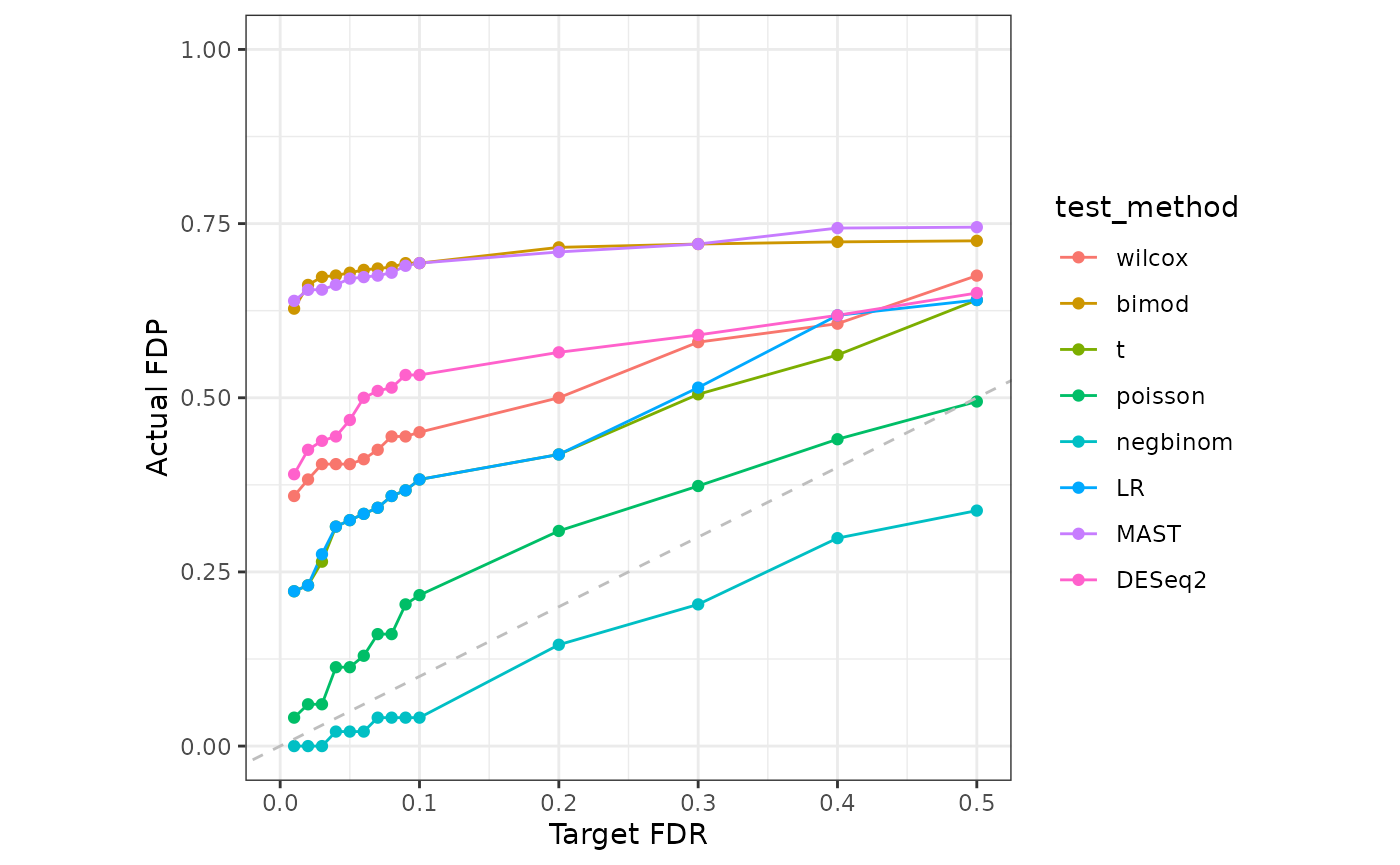 1.00
0.75
0.50
0.25
0.00
Actual FDP
0.0 0.1 0.2 0.3 0.4 0.5
Target FDR
test_method
wilcox
bimod
t
poisson
negbinom
LR
MAST
DESeq2